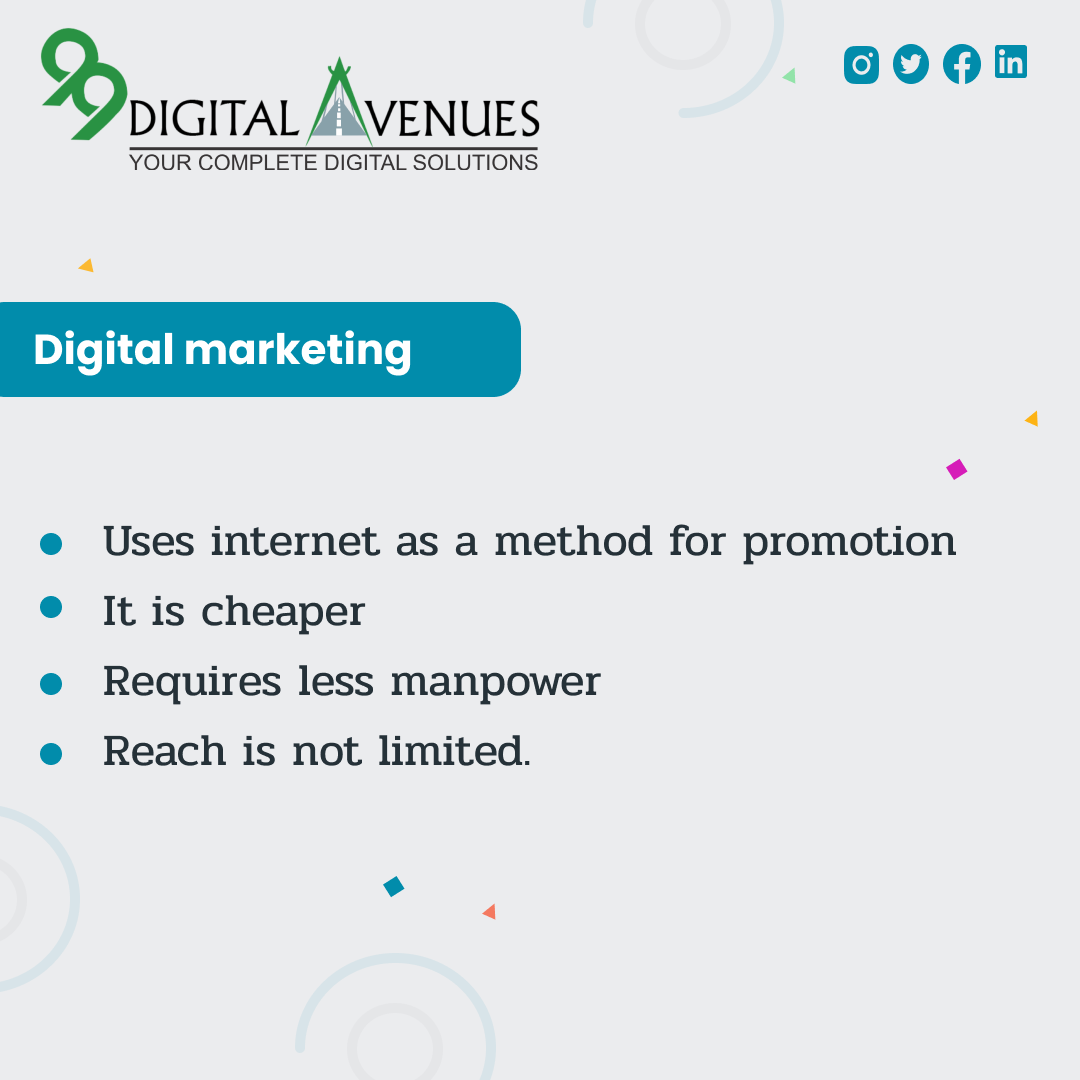 99 DIGITAL AVENUES
YOUR COMPLETE DIGITAL SOLUTIONS
Digital marketing
Uses internet as a method for promotion
It is cheaper
Requires less manpower
Reach is not limited.